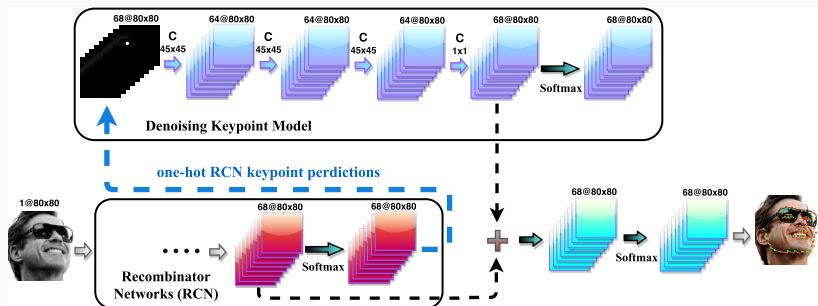 68@80x80
64@80x80
64@80x80
64@80x80
68@80x80
68@80x80
C
45x45
C
45x45
C
45x45
C
1x1
Softmax
Denoising Keypoint Model
one-hot RCN keypoint perdictions
1@80x80
68@80x80
68@80x80
68@80x80
68@80x80
Softmax
Softmax
Recombinator
Networks (RCN)